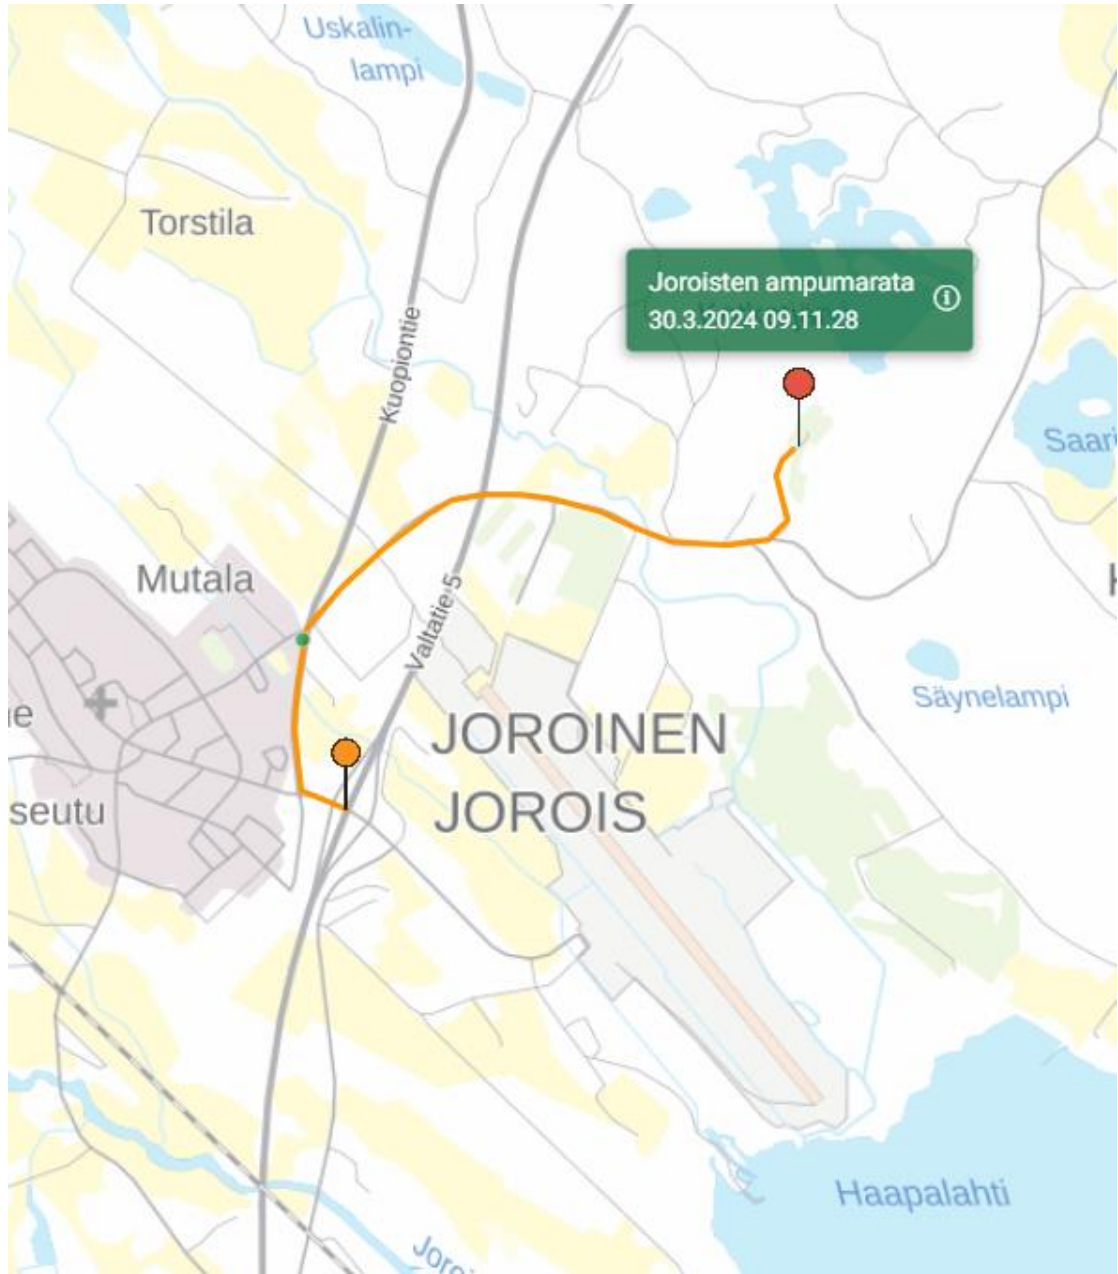 Uskalin-
lampi
Torstila
Joroisten ampumarata
30.3.2024 09.11.28
Kuopiontie
Saari
Mutala
Valtatie 5
Säynelampi
JOROINEN
JOROIS
seutu
Haapalahti